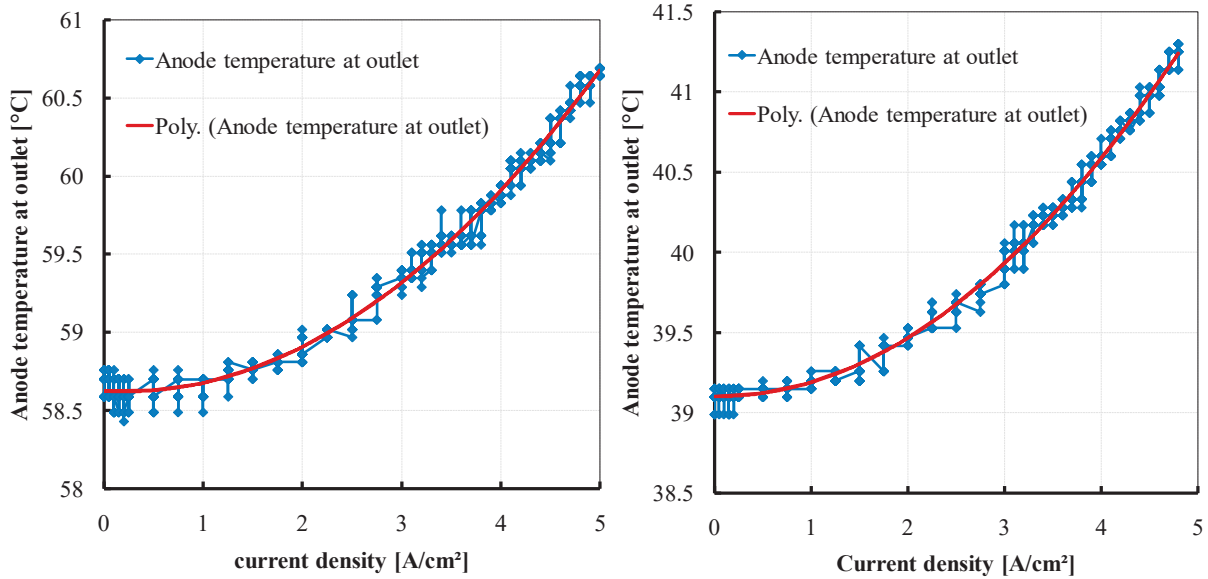 61
60.5
60
59.5
59
58.5
58
Anode temperature at outlet [°C]
Anode temperature at outlet
Poly. (Anode temperature at outlet)
0 1 2 3 4 5
current density [A/cm²]
41.5
41
40.5
40
39.5
39
38.5
Anode temperature at outlet [°C]
Anode temperature at outlet
Poly. (Anode temperature at outlet)
0 1 2 3 4 5
Current density [A/cm²]